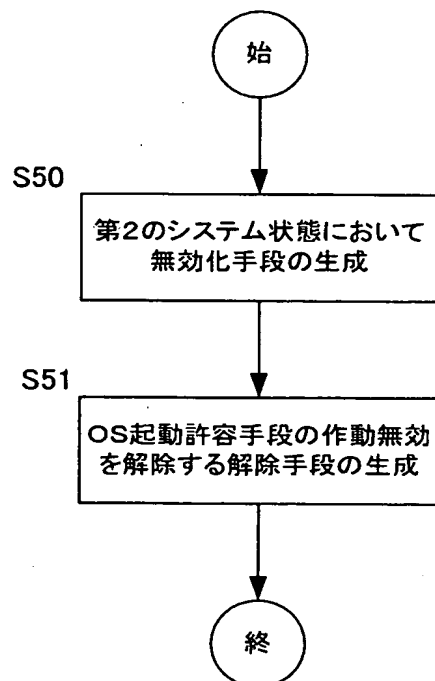 始
S50
第2のシステム状態において
無効化手段の生成
S51
OS起動許容手段の作動無効
を解除する解除手段の生成
終